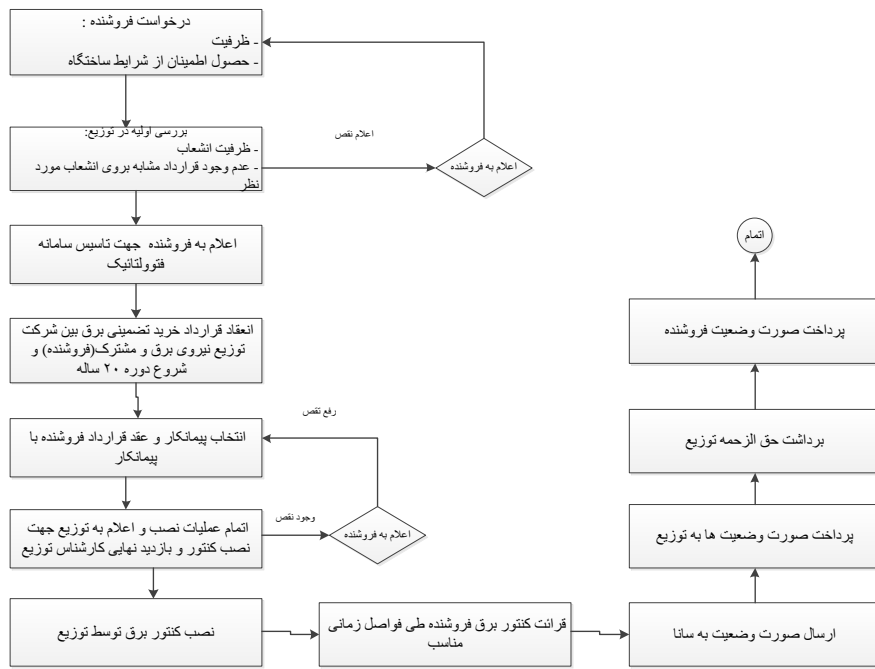 درخواست فروشنده :
- ظرفیت
- حصول اطمینان از شرایط ساختگاه
بررسی اولیه در توزیع:
- ظرفیت انشعاب
- عدم وجود قرارداد مشابه بروی انشعاب مورد
نظر
اعلام نقص
اعلام به فروشنده
اعلام به فروشنده جهت تاسیس سامانه
فتوولتائیک
انعقاد قرارداد خرید تضمینی برق بین شرکت
توزیع نیروی برق و مشترک(فروشنده) و
شروع دوره ۲۰ ساله
رفع نقص
انتخاب پیمانکار و عقد قرارداد فروشنده با
پیمانکار
اتمام عملیات نصب و اعلام به توزیع جهت
نصب کنتور و بازدید نهایی کارشناس توزیع
وجود نقص
اعلام به فروشنده
نصب کنتور برق توسط توزیع
قرائت کنتور برق فروشنده طی فواصل زمانی
مناسب
ارسال صورت وضعیت به سانا
پرداخت صورت وضعیت ها به توزیع
برداشت حق الزحمه توزیع
پرداخت صورت وضعیت فروشنده
اتمام